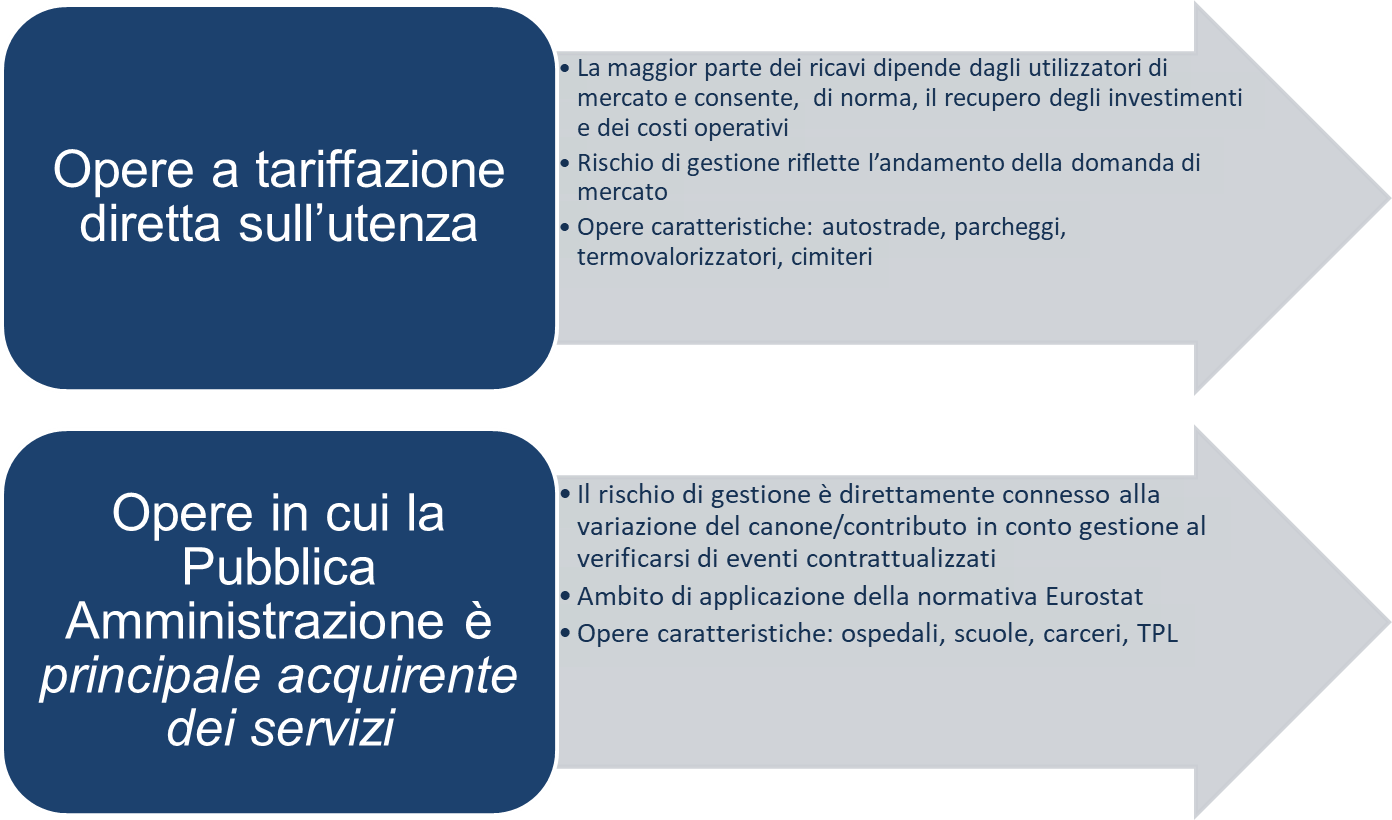 Opere a tariffazione
diretta sull’utenza
• La maggior parte dei ricavi dipende dagli utilizzatori di
mercato e consente,  di norma, il recupero degli investimenti
e dei costi operativi
• Rischio di gestione riflette l’andamento della domanda di
mercato
• Opere caratteristiche: autostrade, parcheggi,
termovalorizzatori, cimiteri
Opere in cui la
Pubblica
Amministrazione è
principale acquirente
dei servizi
• Il rischio di gestione è direttamente connesso alla
variazione del canone/contributo in conto gestione al
verificarsi di eventi contrattualizzati
• Ambito di applicazione della normativa Eurostat
• Opere caratteristiche: ospedali, scuole, carceri, TPL